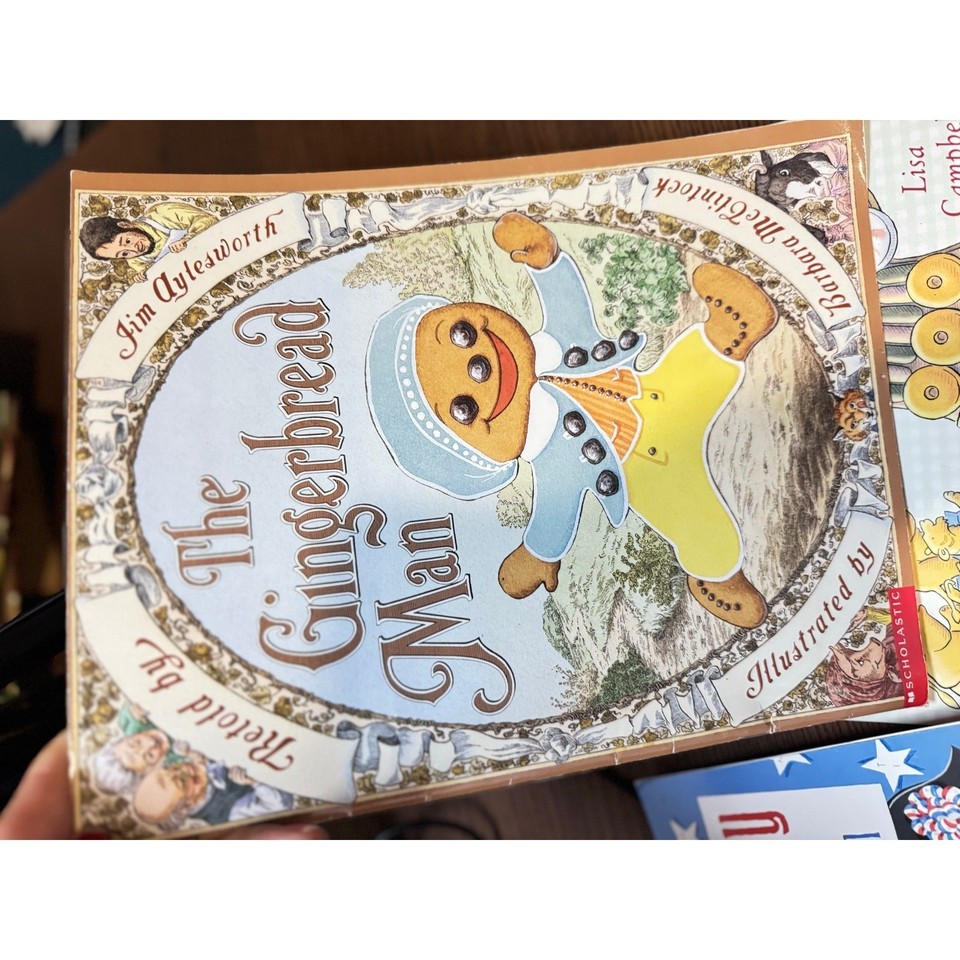 Retold by
Jim Aylesworth
The
Gingerbread
Man
Illustrated by
Barbara McClintock
SCHOLASTIC
Lisa